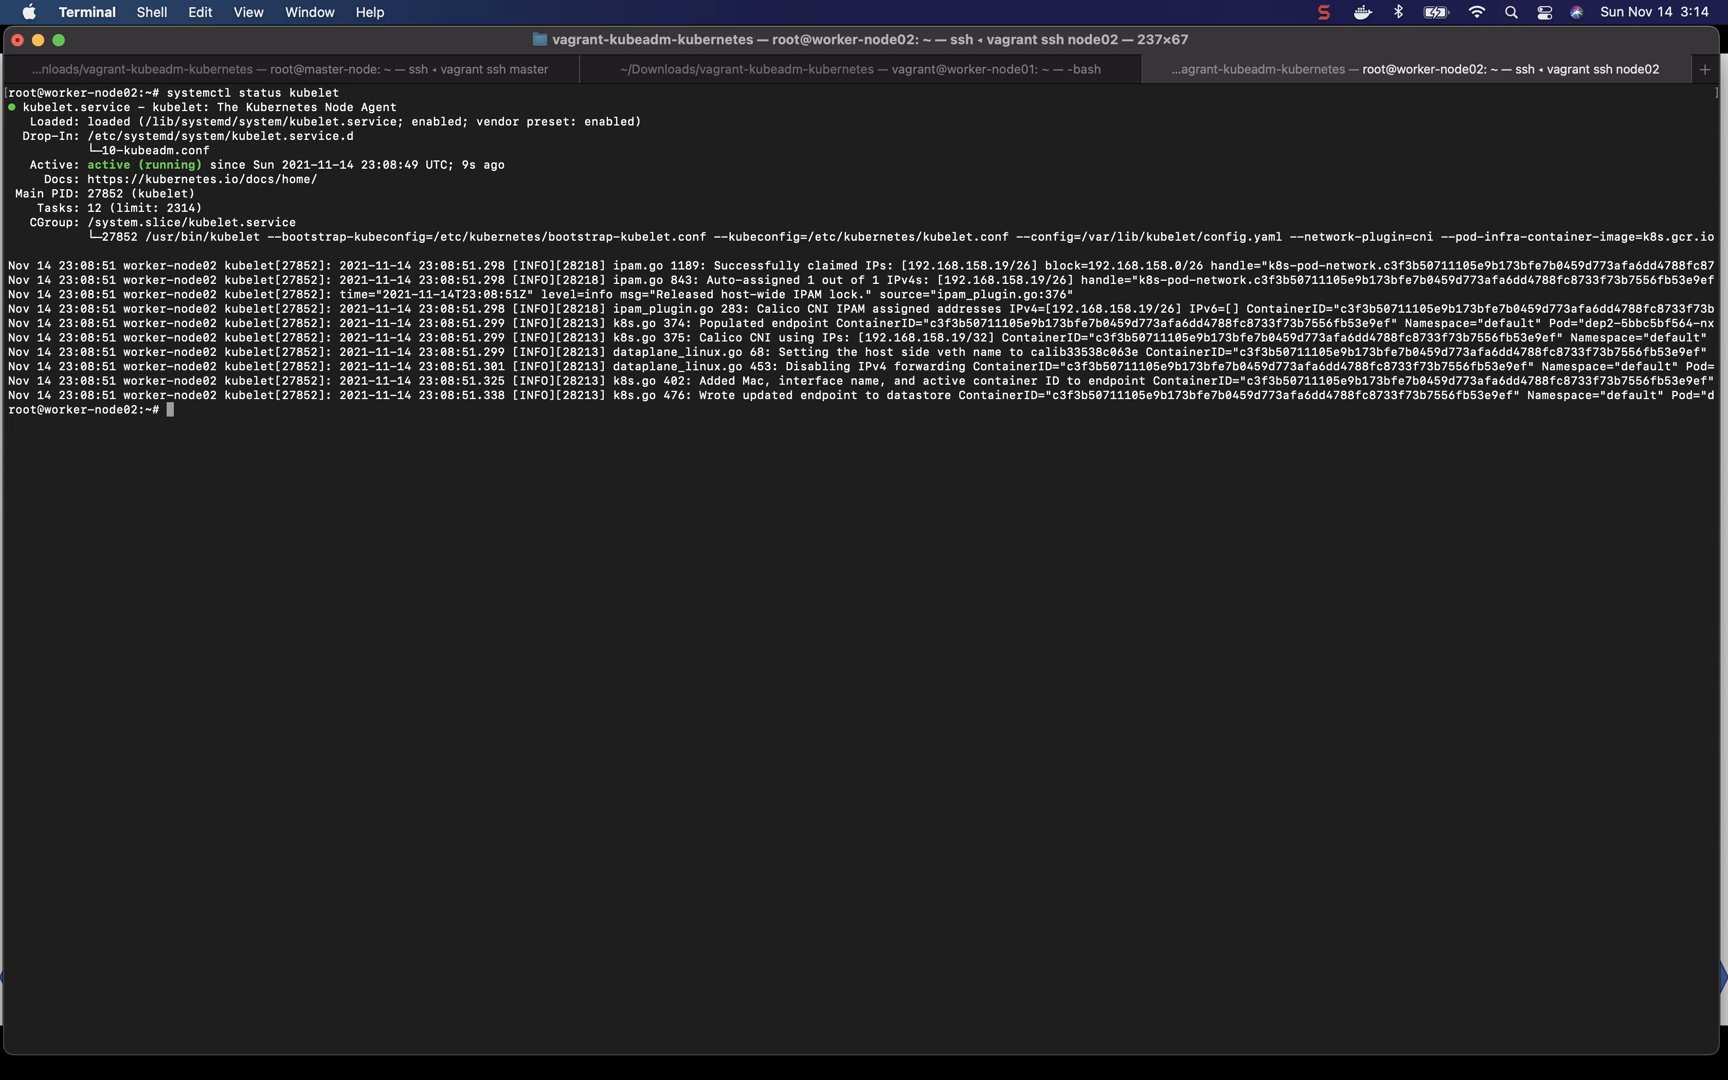 Terminal Shell Edit View Window Help Sun Nov 14 3:14
vagrant-kubeadm-kubernetes — root@worker-node02: ~ — ssh ◂ vagrant ssh node02 — 237×67
...nloads/vagrant-kubeadm-kubernetes — root@master-node: ~ — ssh ◂ vagrant ssh master ~/Downloads/vagrant-kubeadm-kubernetes — vagrant@worker-node01: ~ — -bash ...agrant-kubeadm-kubernetes — root@worker-node02: ~ — ssh ◂ vagrant ssh node02 +
[root@worker-node02:~# systemctl status kubelet ]
● kubelet.service - kubelet: The Kubernetes Node Agent
Loaded: loaded (/lib/systemd/system/kubelet.service; enabled; vendor preset: enabled)
Drop-In: /etc/systemd/system/kubelet.service.d
└─10-kubeadm.conf
Active: active (running) since Sun 2021-11-14 23:08:49 UTC; 9s ago
Docs: https://kubernetes.io/docs/home/
Main PID: 27852 (kubelet)
Tasks: 12 (limit: 2314)
CGroup: /system.slice/kubelet.service
└─27852 /usr/bin/kubelet --bootstrap-kubeconfig=/etc/kubernetes/bootstrap-kubelet.conf --kubeconfig=/etc/kubernetes/kubelet.conf --config=/var/lib/kubelet/config.yaml --network-plugin=cni --pod-infra-container-image=k8s.gcr.io
Nov 14 23:08:51 worker-node02 kubelet[27852]: 2021-11-14 23:08:51.298 [INFO][28218] ipam.go 1189: Successfully claimed IPs: [192.168.158.19/26] block=192.168.158.0/26 handle="k8s-pod-network.c3f3b50711105e9b173bfe7b0459d773afa6dd4788fc87
Nov 14 23:08:51 worker-node02 kubelet[27852]: 2021-11-14 23:08:51.298 [INFO][28218] ipam.go 843: Auto-assigned 1 out of 1 IPv4s: [192.168.158.19/26] handle="k8s-pod-network.c3f3b50711105e9b173bfe7b0459d773afa6dd4788fc8733f73b7556fb53e9ef
Nov 14 23:08:51 worker-node02 kubelet[27852]: time="2021-11-14T23:08:51Z" level=info msg="Released host-wide IPAM lock." source="ipam_plugin.go:376"
Nov 14 23:08:51 worker-node02 kubelet[27852]: 2021-11-14 23:08:51.298 [INFO][28218] ipam_plugin.go 283: Calico CNI IPAM assigned addresses IPv4=[192.168.158.19/26] IPv6=[] ContainerID="c3f3b50711105e9b173bfe7b0459d773afa6dd4788fc8733f73b
Nov 14 23:08:51 worker-node02 kubelet[27852]: 2021-11-14 23:08:51.299 [INFO][28213] k8s.go 374: Populated endpoint ContainerID="c3f3b50711105e9b173bfe7b0459d773afa6dd4788fc8733f73b7556fb53e9ef" Namespace="default" Pod="dep2-5bbc5bf564-nx
Nov 14 23:08:51 worker-node02 kubelet[27852]: 2021-11-14 23:08:51.299 [INFO][28213] k8s.go 375: Calico CNI using IPs: [192.168.158.19/32] ContainerID="c3f3b50711105e9b173bfe7b0459d773afa6dd4788fc8733f73b7556fb53e9ef" Namespace="default"
Nov 14 23:08:51 worker-node02 kubelet[27852]: 2021-11-14 23:08:51.299 [INFO][28213] dataplane_linux.go 68: Setting the host side veth name to calib33538c063e ContainerID="c3f3b50711105e9b173bfe7b0459d773afa6dd4788fc8733f73b7556fb53e9ef"
Nov 14 23:08:51 worker-node02 kubelet[27852]: 2021-11-14 23:08:51.301 [INFO][28213] dataplane_linux.go 453: Disabling IPv4 forwarding ContainerID="c3f3b50711105e9b173bfe7b0459d773afa6dd4788fc8733f73b7556fb53e9ef" Namespace="default" Pod=
Nov 14 23:08:51 worker-node02 kubelet[27852]: 2021-11-14 23:08:51.325 [INFO][28213] k8s.go 402: Added Mac, interface name, and active container ID to endpoint ContainerID="c3f3b50711105e9b173bfe7b0459d773afa6dd4788fc8733f73b7556fb53e9ef"
Nov 14 23:08:51 worker-node02 kubelet[27852]: 2021-11-14 23:08:51.338 [INFO][28213] k8s.go 476: Wrote updated endpoint to datastore ContainerID="c3f3b50711105e9b173bfe7b0459d773afa6dd4788fc8733f73b7556fb53e9ef" Namespace="default" Pod="d
root@worker-node02:~#